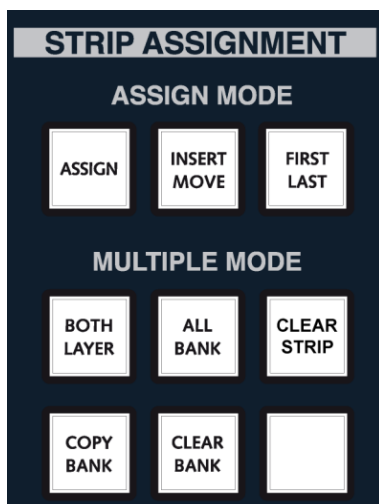 STRIP ASSIGNMENT
ASSIGN MODE
ASSIGN
INSERT
MOVE
FIRST
LAST
MULTIPLE MODE
BOTH
LAYER
ALL
BANK
CLEAR
STRIP
COPY
BANK
CLEAR
BANK